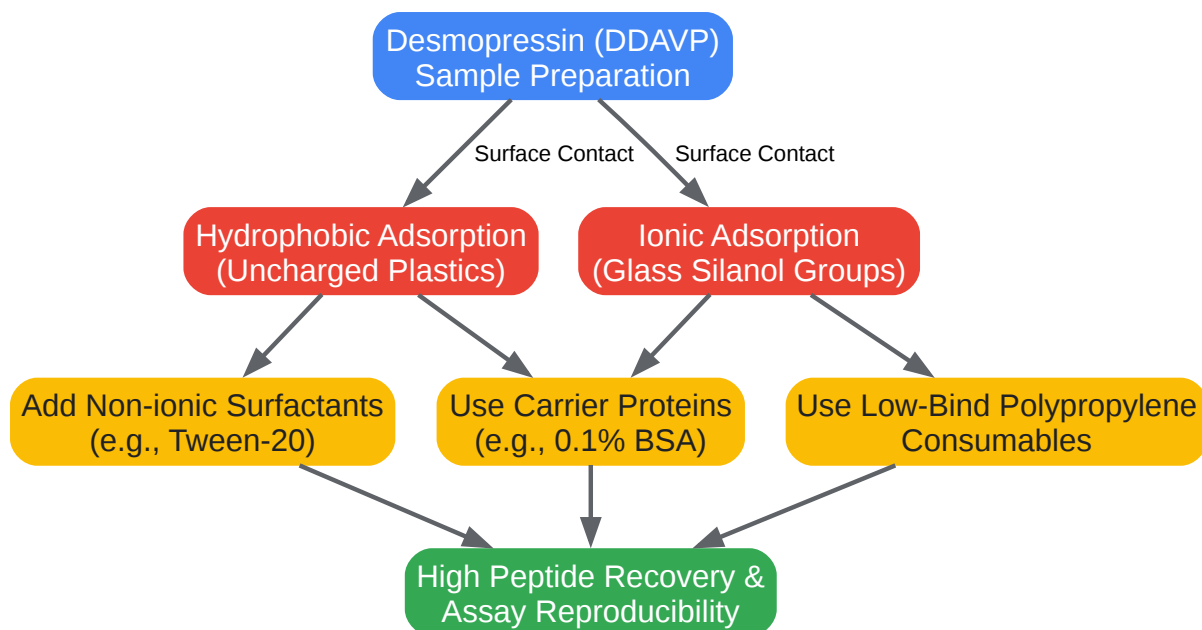 Desmopressin (DDAVP)
Sample Preparation
Surface Contact
Surface Contact
Hydrophobic Adsorption
(Uncharged Plastics)
Ionic Adsorption
(Glass Silanol Groups)
Add Non-ionic Surfactants
(e.g., Tween-20)
Use Carrier Proteins
(e.g., 0.1% BSA)
Use Low-Bind Polypropylene
Consumables
High Peptide Recovery &
Assay Reproducibility